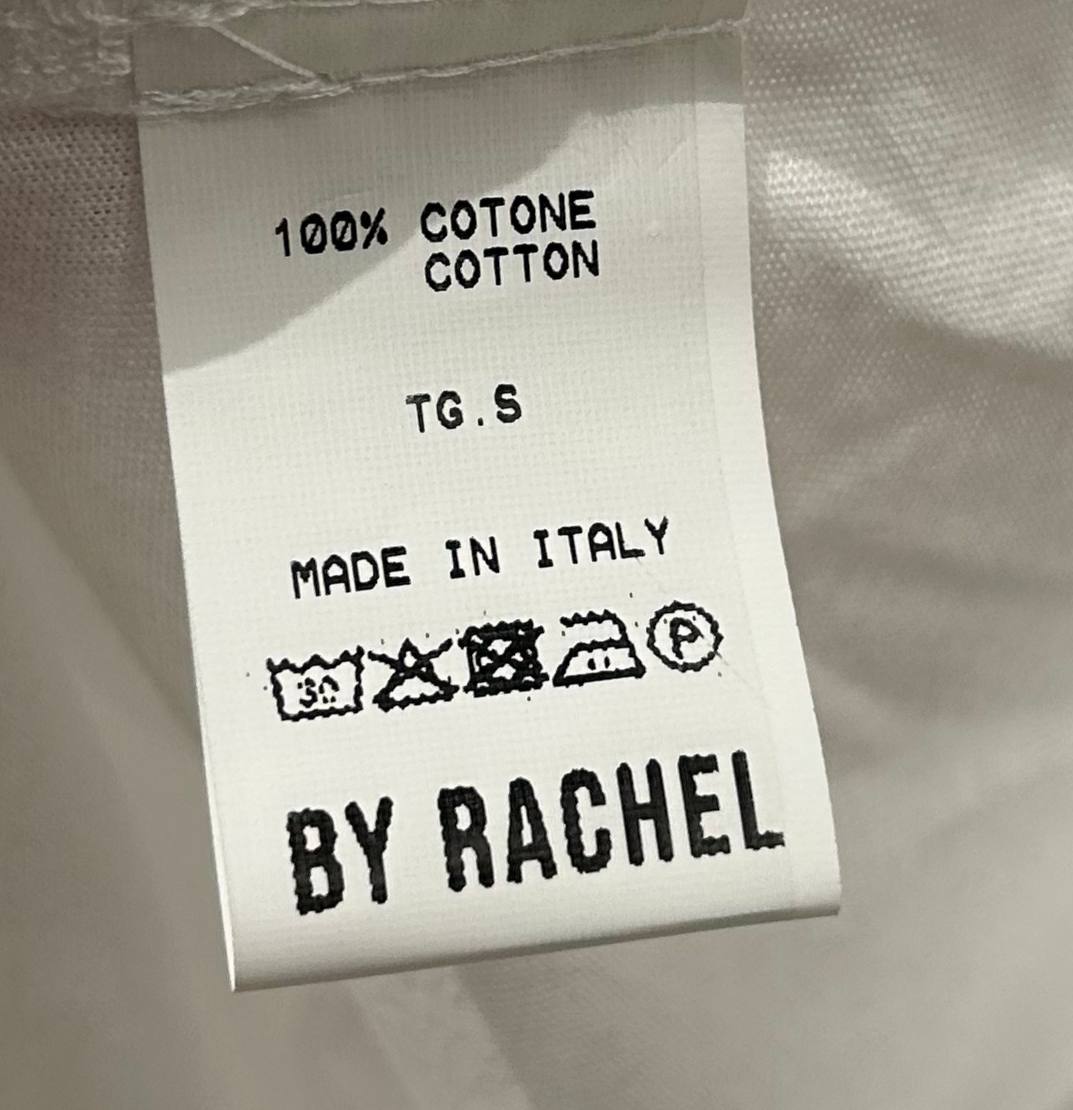 100% COTONE
COTTON
TG.S
MADE IN ITALY
30 P
BY RACHEL